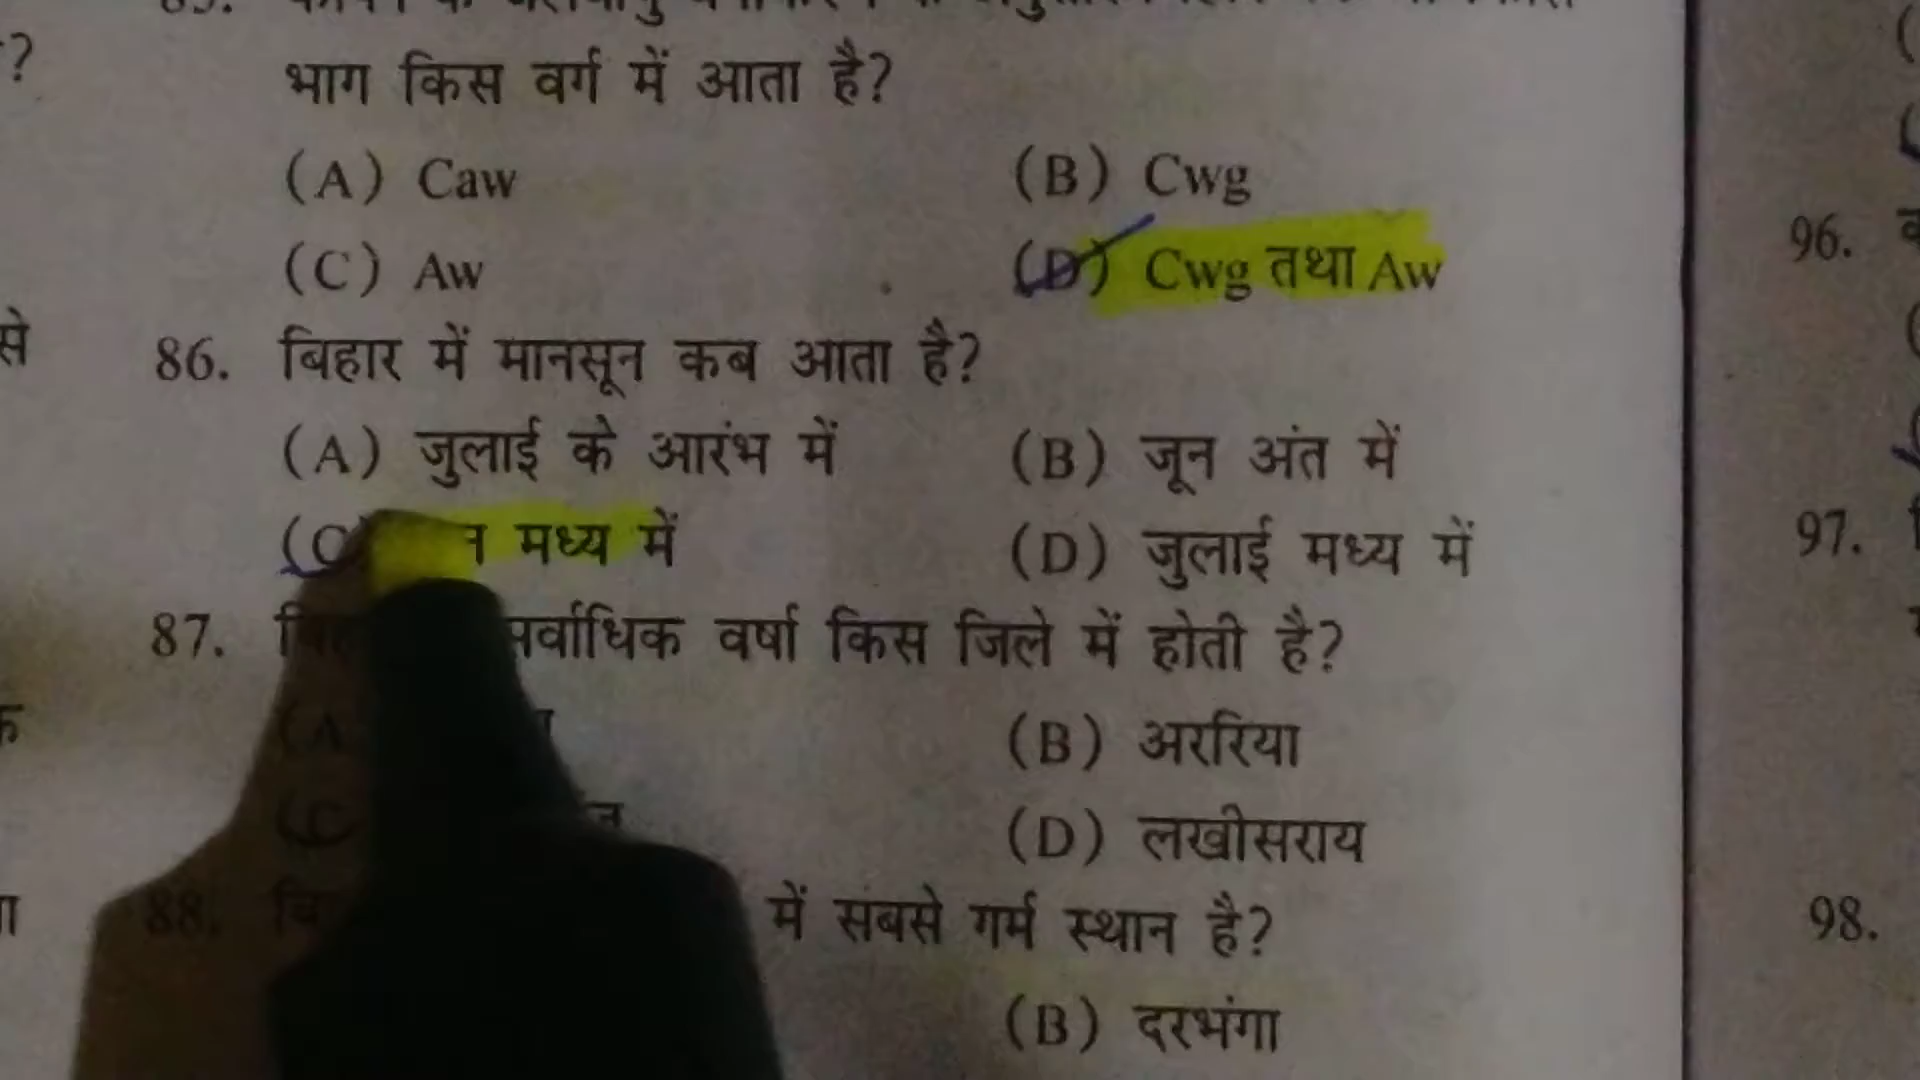 भाग किस वर्ग में आता है?
(A) Caw (B) Cwg
(C) Aw (D) Cwg तथा Aw
86. बिहार में मानसून कब आता है?
(A) जुलाई के आरंभ में (B) जून अंत में
(C) मध्य में (D) जुलाई मध्य में
87. सर्वाधिक वर्षा किस जिले में होती है?
(A (B) अररिया
(C (D) लखीसराय
88. में सबसे गर्म स्थान है?
(B) दरभंगा
से
96.
97.
98.